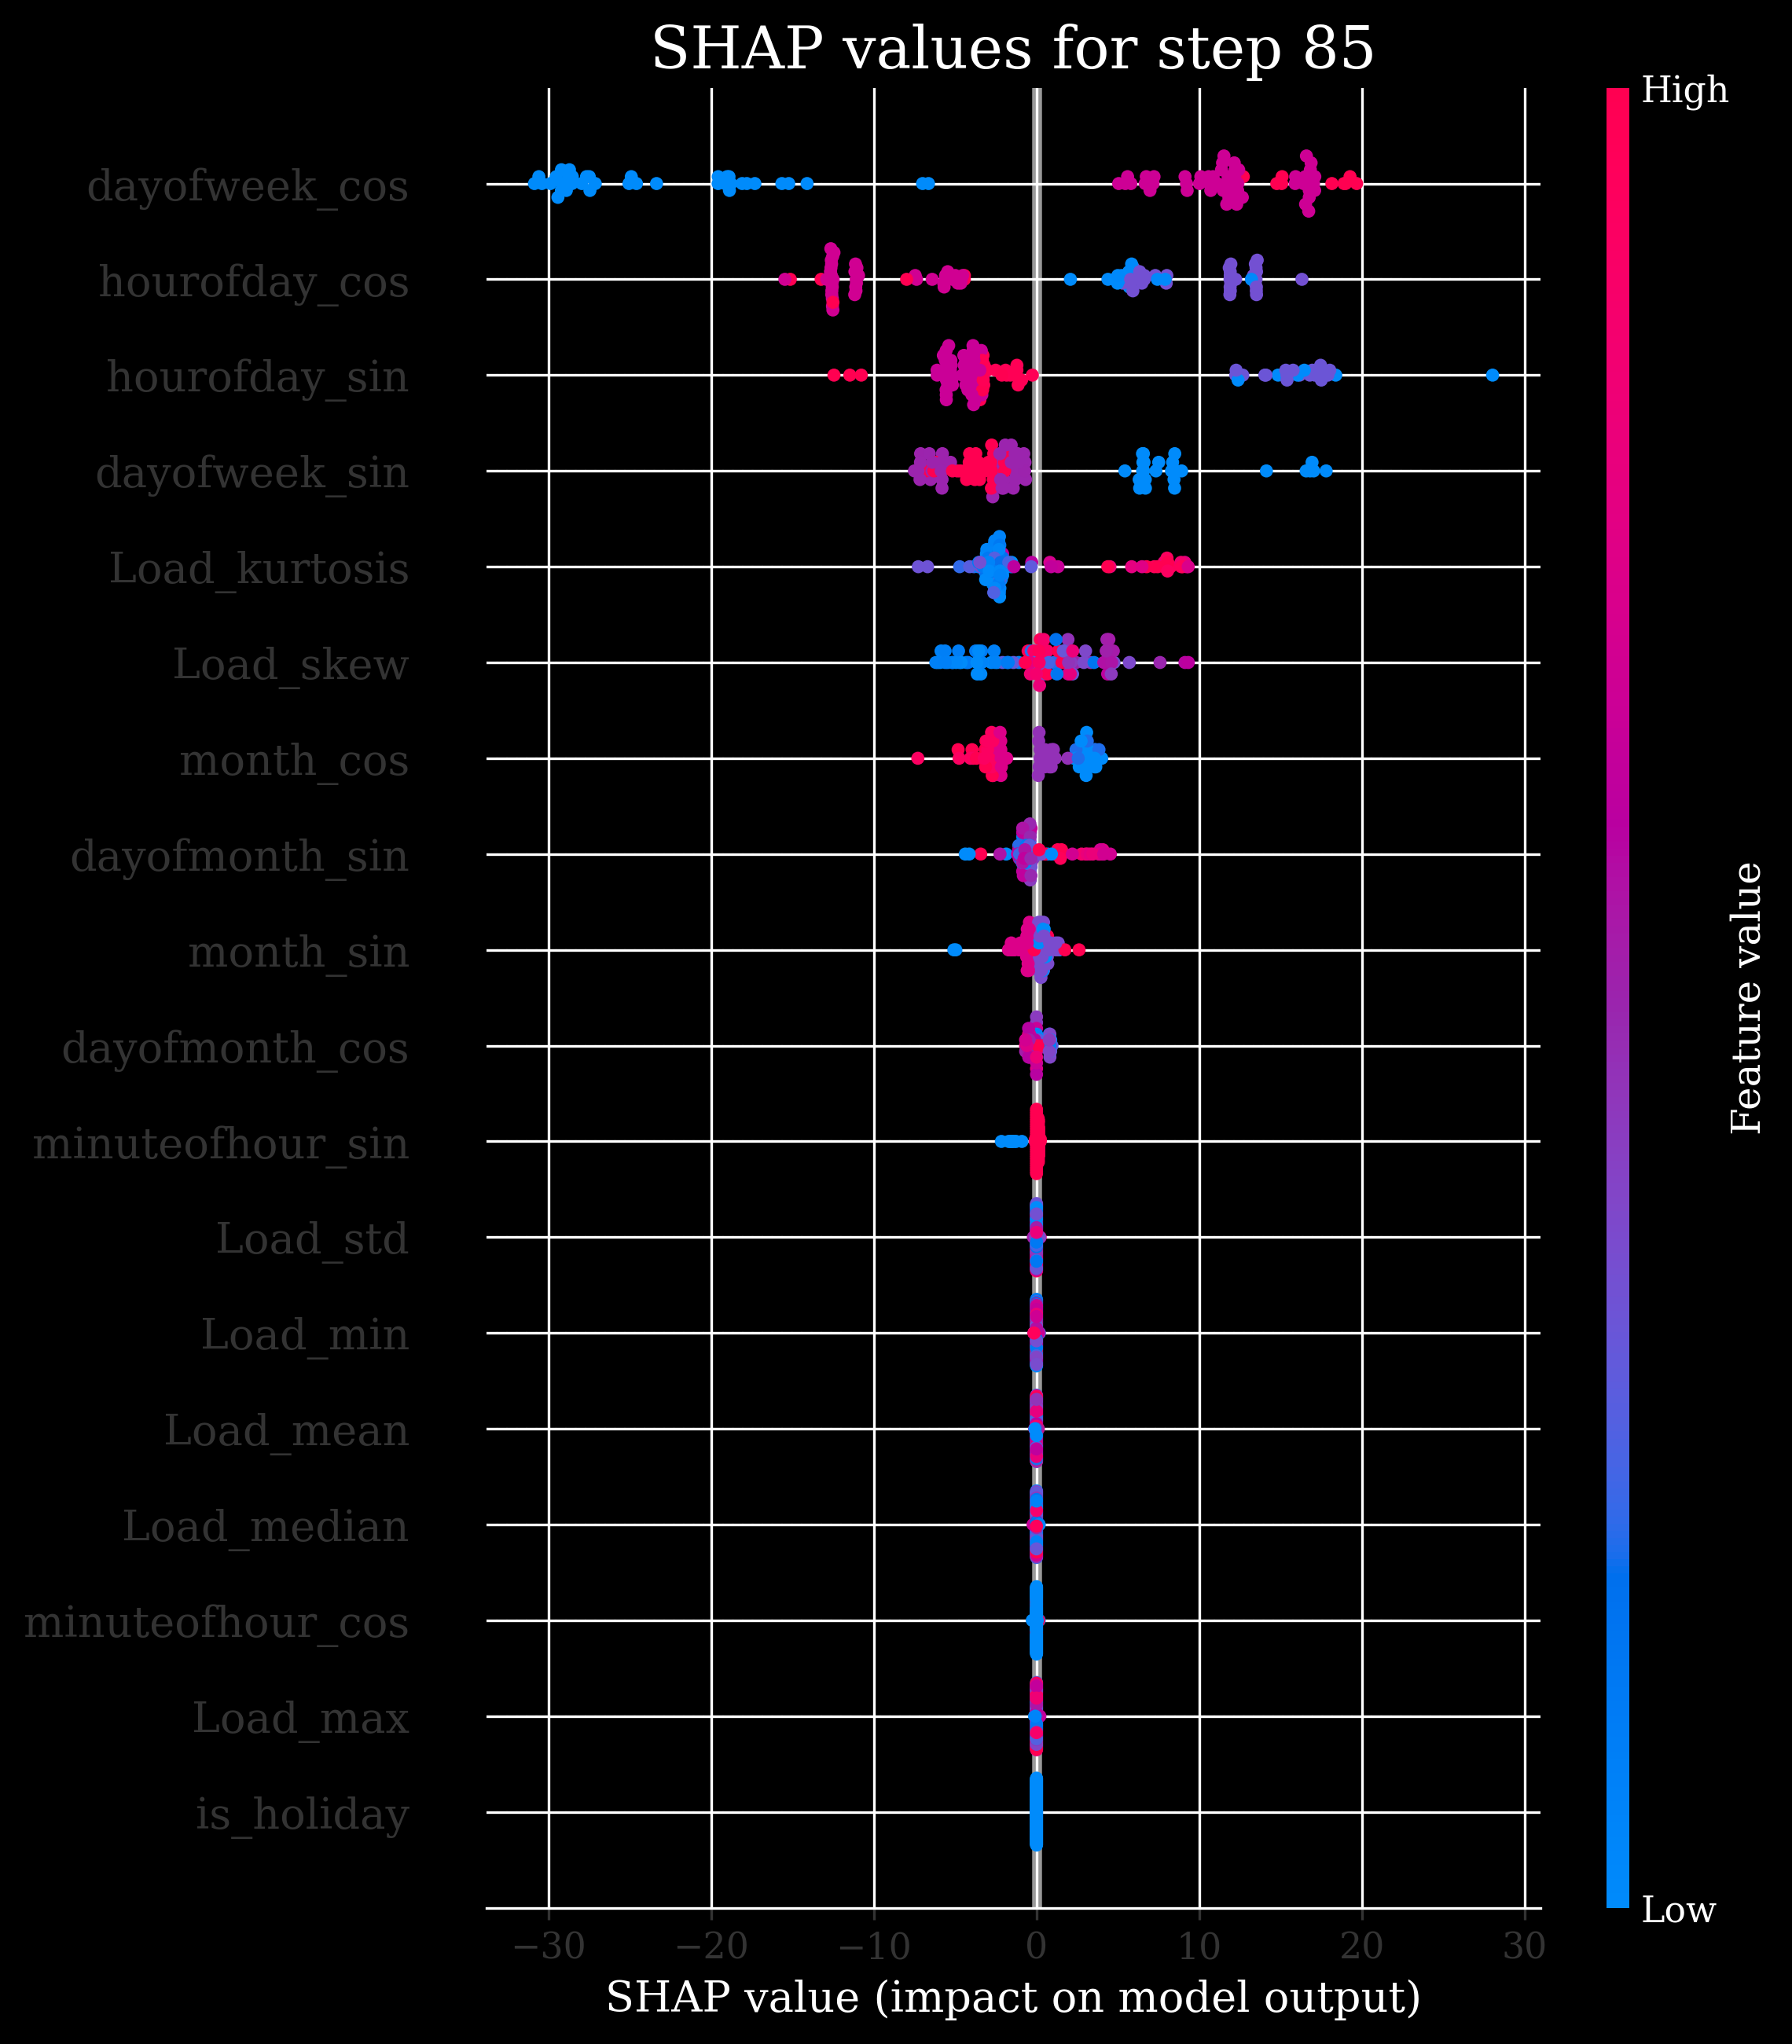 SHAP values for step 85
High
dayofweek_cos
hourofday_cos
hourofday_sin
dayofweek_sin
Load_kurtosis
Load_skew
month_cos
dayofmonth_sin
month_sin
dayofmonth_cos
minuteofhour_sin
Load_std
Load_min
Load_mean
Load_median
minuteofhour_cos
Load_max
is_holiday
Feature value
Low
−30 −20 −10 0 10 20 30
SHAP value (impact on model output)